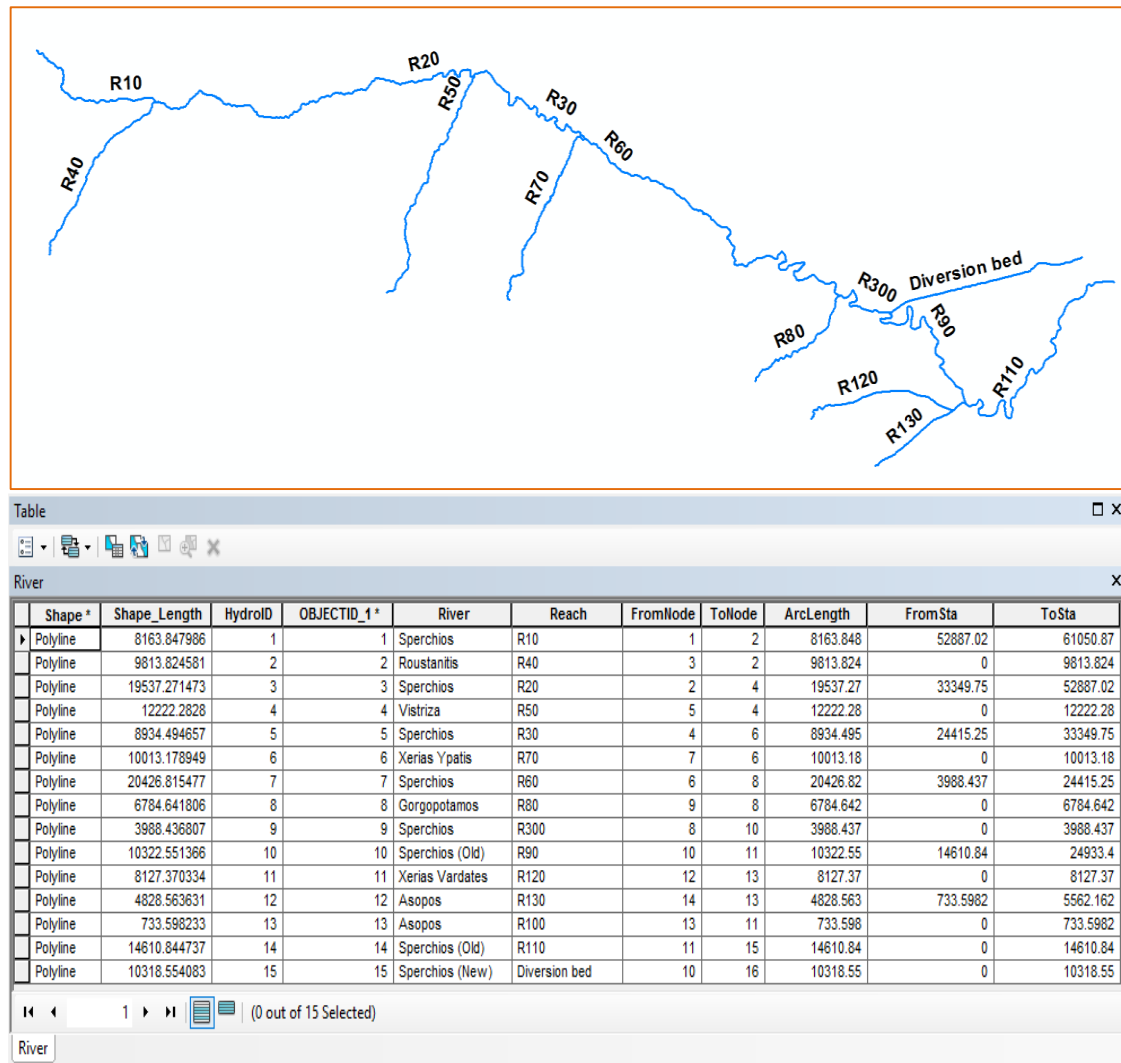 R10
R20
R50
R30
R60
R40
R70
Diversion bed
R300
R90
R80
R110
R120
R130
Table
River
Shape * Shape_Length HydroID OBJECTID_1 * River Reach FromNode ToNode ArcLength FromSta ToSta
Polyline 8163.847986 1 1 Sperchios R10 1 2 8163.848 52887.02 61050.87
Polyline 9813.824581 2 2 Roustanitis R40 3 2 9813.824 0 9813.824
Polyline 19537.271473 3 3 Sperchios R20 2 4 19537.27 33349.75 52887.02
Polyline 12222.2828 4 4 Vistriza R50 5 4 12222.28 0 12222.28
Polyline 8934.494657 5 5 Sperchios R30 4 6 8934.495 24415.25 33349.75
Polyline 10013.178949 6 6 Xerias Ypatis R70 7 6 10013.18 0 10013.18
Polyline 20426.815477 7 7 Sperchios R60 6 8 20426.82 3988.437 24415.25
Polyline 6784.641806 8 8 Gorgopotamos R80 9 8 6784.642 0 6784.642
Polyline 3988.436807 9 9 Sperchios R300 8 10 3988.437 0 3988.437
Polyline 10322.551366 10 10 Sperchios (Old) R90 10 11 10322.55 14610.84 24933.4
Polyline 8127.370334 11 11 Xerias Vardates R120 12 13 8127.37 0 8127.37
Polyline 4828.563631 12 12 Asopos R130 14 13 4828.563 733.5982 5562.162
Polyline 733.598233 13 13 Asopos R100 13 11 733.598 0 733.5982
Polyline 14610.844737 14 14 Sperchios (Old) R110 11 15 14610.84 0 14610.84
Polyline 10318.554083 15 15 Sperchios (New) Diversion bed 10 16 10318.55 0 10318.55
1 (0 out of 15 Selected)
River